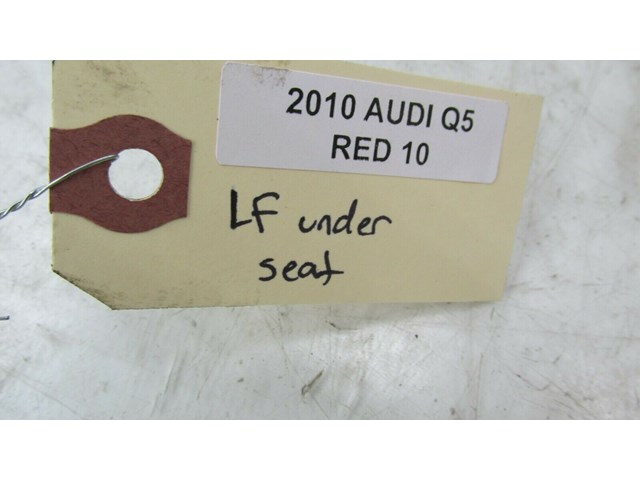 2010 AUDI Q5
RED 10
LF under
seat